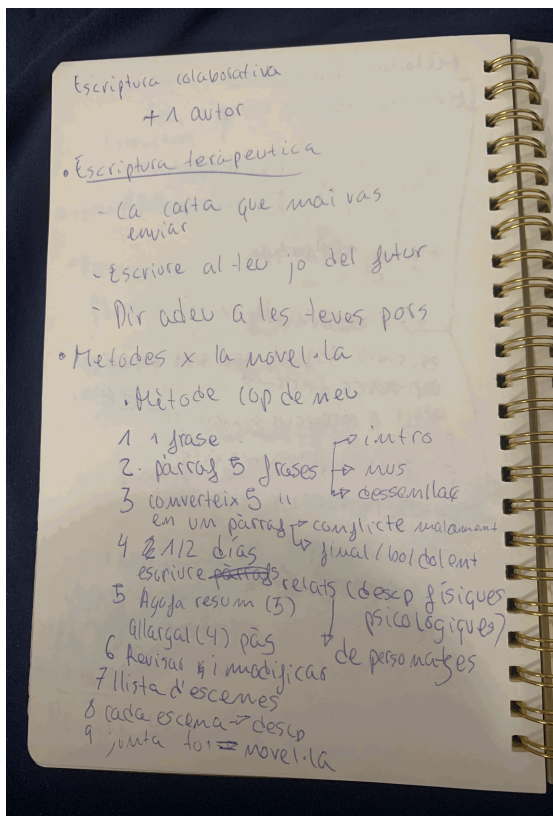 Escriptura colabolativa
+ 1 autor
• Escriptura terapeutica
- La carta que mai vas
enviar
- Escriure al teu jo del futur
- Dir adeu a les teves pors
• Metodes x la novel·la
• Mètode cop de neu
1 1 frase
2. pàrraf 5 frases → intro
→ nus
→ dessenllaç
3 converteix 5 "
en un pàrraf → conflicte malament
→ final/bo/dolent
4 1/2 días
escriure relats (descp físiques
psicològiques)
→ de personatges
5 Agafa resum (3)
allargal (4) pàg
6 Revisar i modificar
7 llista d'escenes
8 cada escena → descp
9 junta tot = novel·la